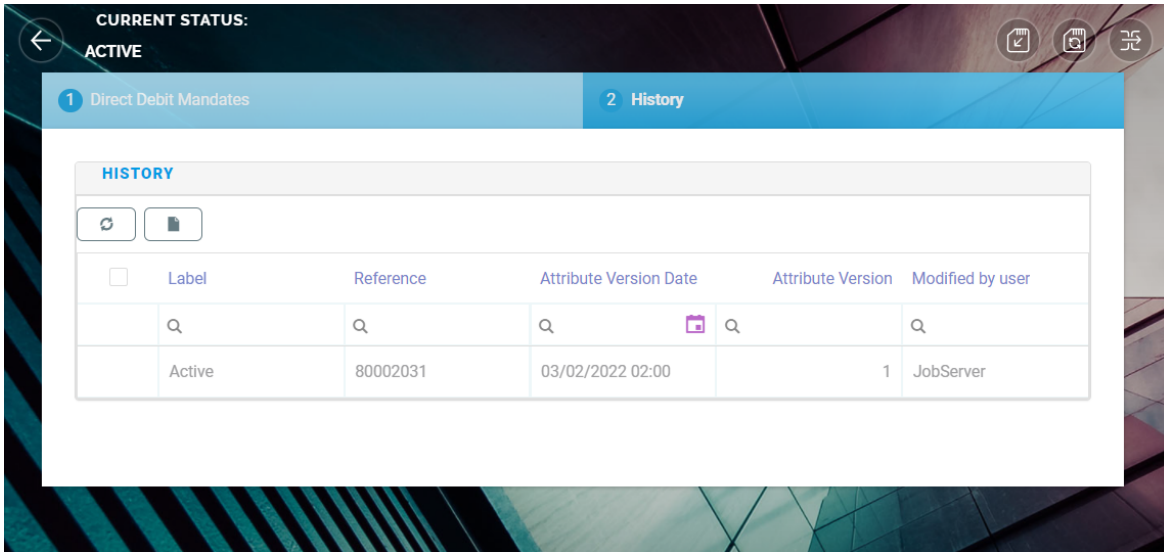 CURRENT STATUS:
ACTIVE
1 Direct Debit Mandates 2 History
HISTORY
Label Reference Attribute Version Date Attribute Version Modified by user
Active 80002031 03/02/2022 02:00 1 JobServer